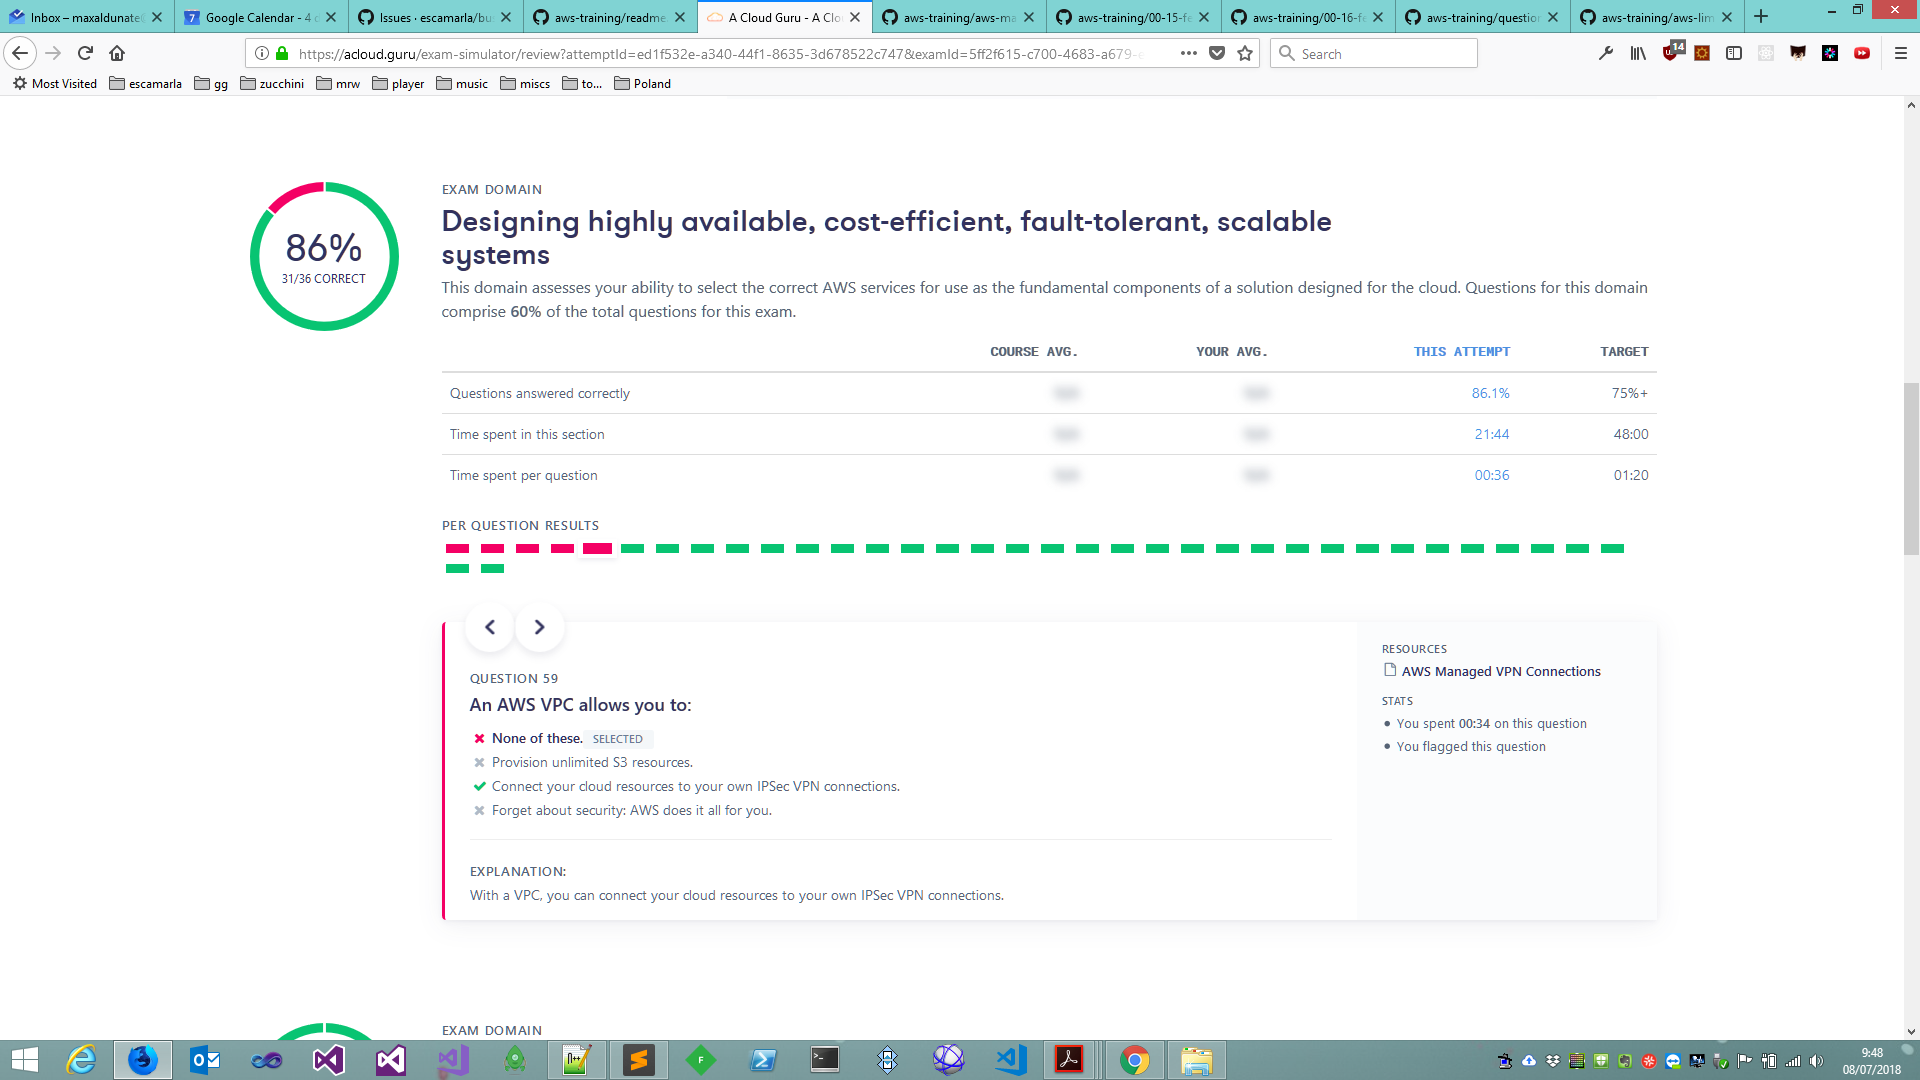 Inbox – maxaldunate
Google Calendar - 4
Issues · escamarla/bu
aws-training/readme.
A Cloud Guru - A Clo
aws-training/aws-ma
aws-training/00-15-fe
aws-training/00-16-fe
aws-training/question
aws-training/aws-lim
https://acloud.guru/exam-simulator/review?attemptId=ed1f532e-a340-44f1-8635-3d678522c747&examId=5ff2f615-c700-4683-a679-
Search
14
Most Visited escamarla gg zucchini mrw player music miscs to... Poland
86%
31/36 CORRECT
EXAM DOMAIN
Designing highly available, cost-efficient, fault-tolerant, scalable
systems
This domain assesses your ability to select the correct AWS services for use as the fundamental components of a solution designed for the cloud. Questions for this domain
comprise 60% of the total questions for this exam.
COURSE AVG. YOUR AVG. THIS ATTEMPT TARGET
Questions answered correctly 86.1% 75%+
Time spent in this section 21:44 48:00
Time spent per question 00:36 01:20
PER QUESTION RESULTS
QUESTION 59
An AWS VPC allows you to:
None of these. SELECTED
Provision unlimited S3 resources.
Connect your cloud resources to your own IPSec VPN connections.
Forget about security: AWS does it all for you.
EXPLANATION:
With a VPC, you can connect your cloud resources to your own IPSec VPN connections.
RESOURCES
AWS Managed VPN Connections
STATS
You spent 00:34 on this question
You flagged this question
EXAM DOMAIN
9:48
08/07/2018